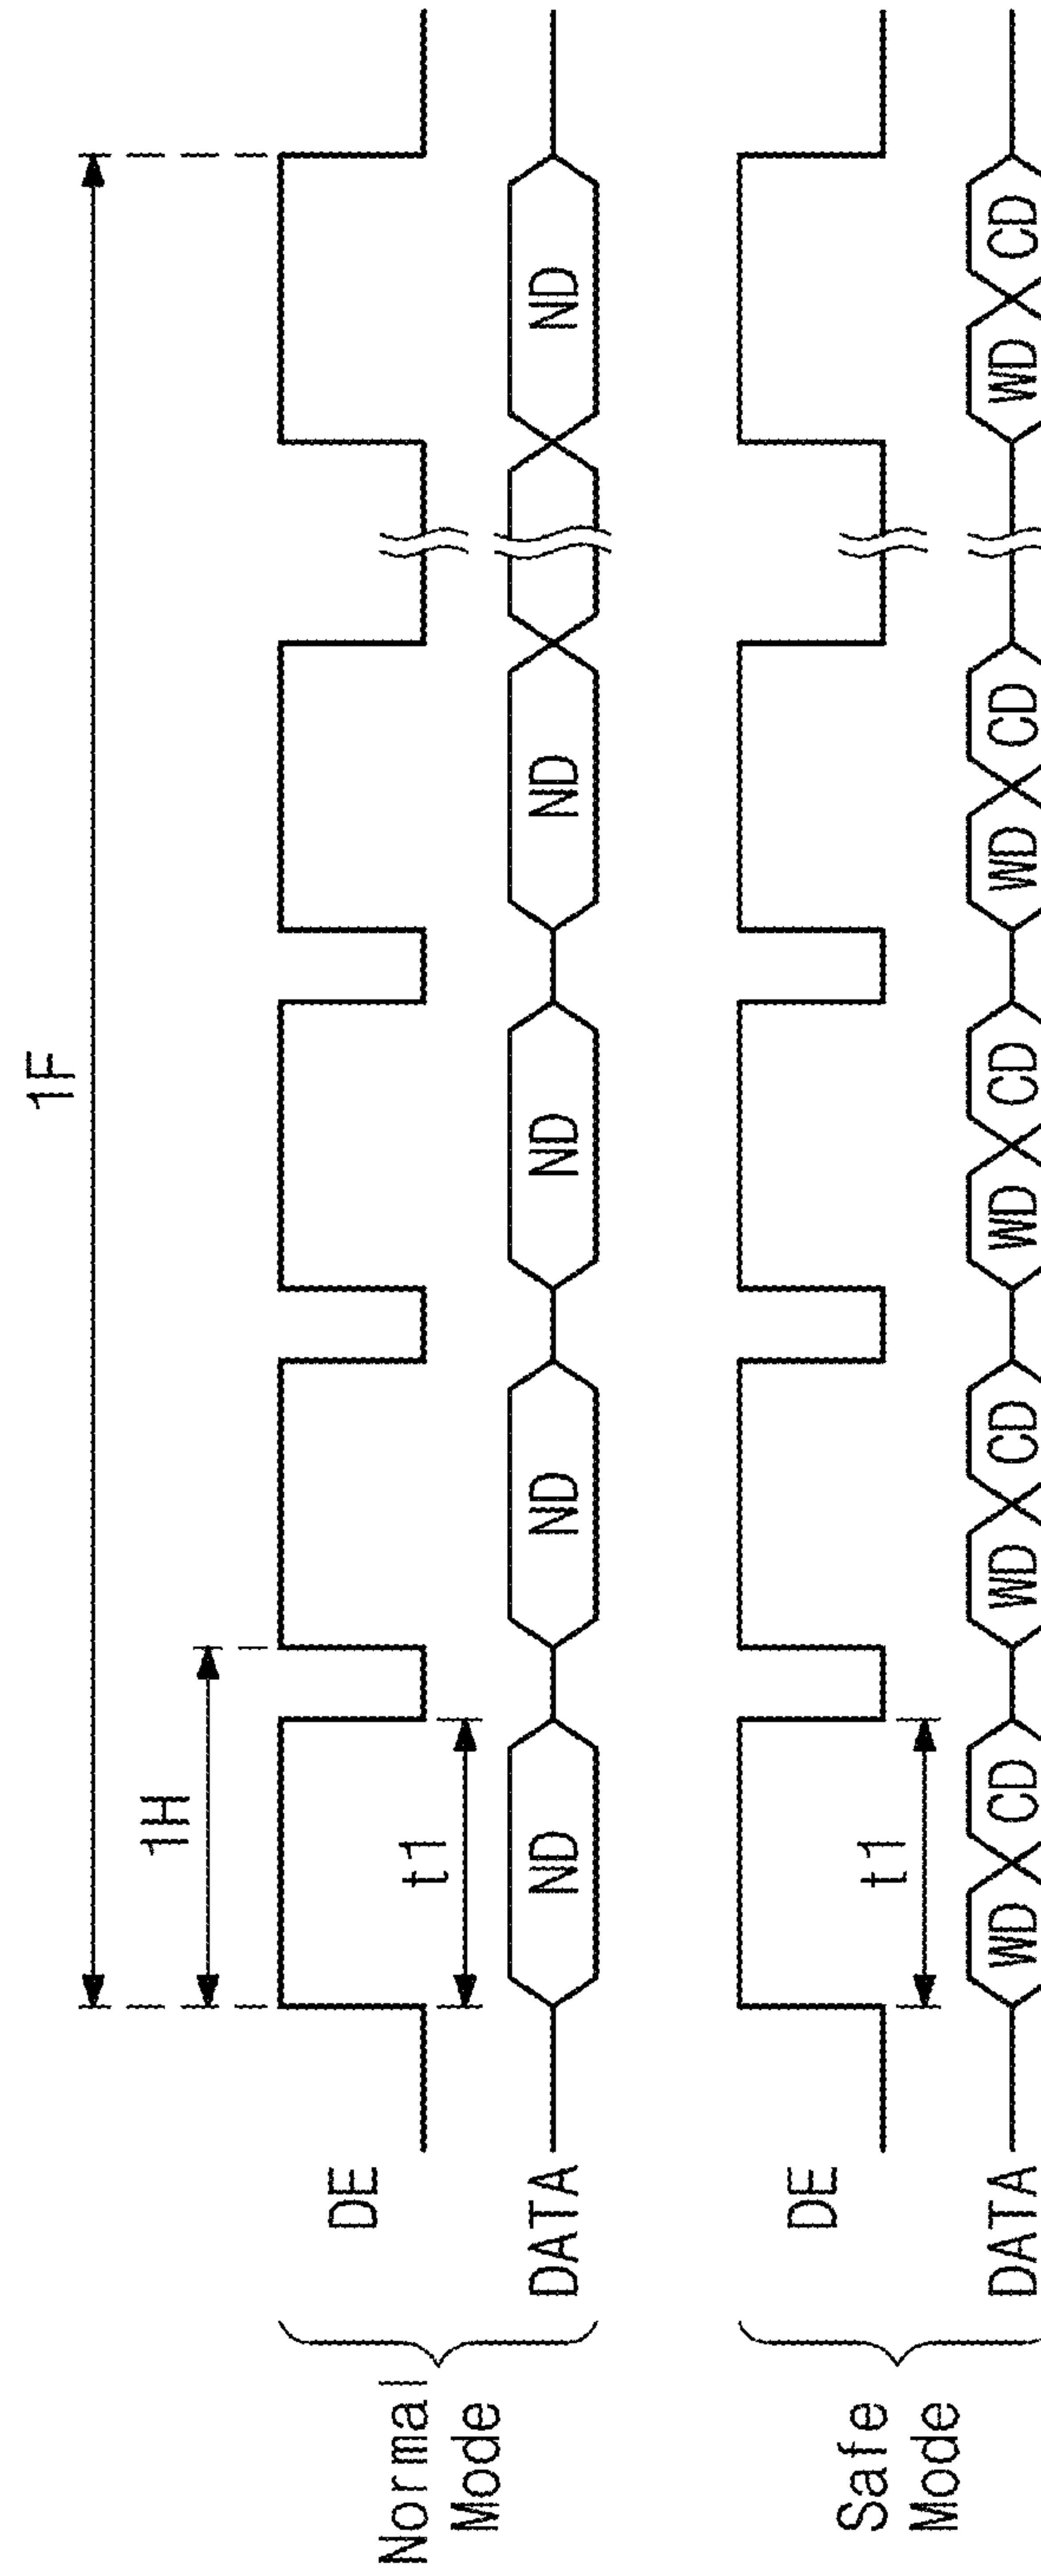 1F
1H
Normal
Mode
DE
t1
DATA
ND
ND
ND
ND
ND
Safe
Mode
DE
t1
DATA
WD
CD
WD
CD
WD
CD
WD
CD
WD
CD